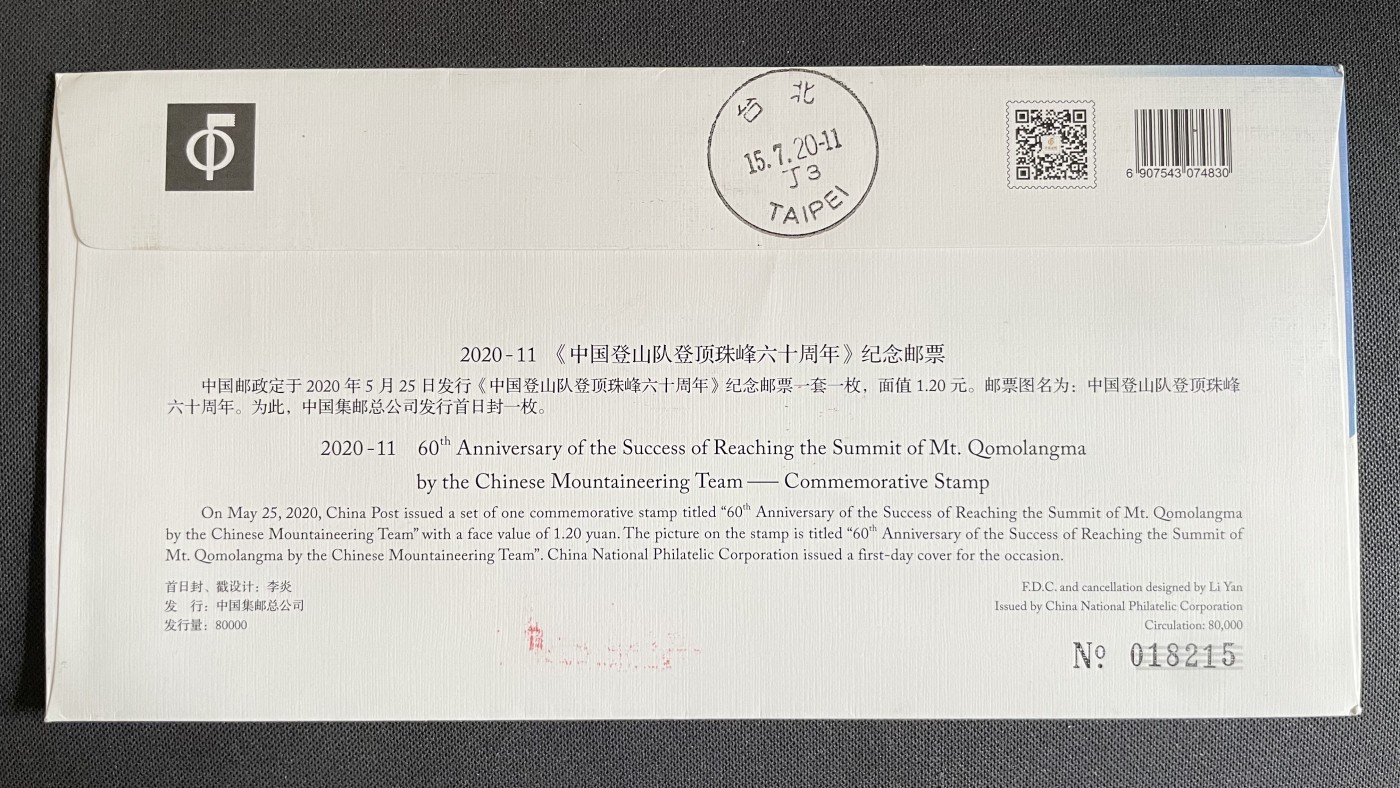 台 北
15.7.20-11
J3
TAIPEI
6 907543 074830
2020-11 《中国登山队登顶珠峰六十周年》纪念邮票
中国邮政定于 2020 年 5 月 25 日发行《中国登山队登顶珠峰六十周年》纪念邮票一套一枚，面值 1.20 元。邮票图名为：中国登山队登顶珠峰
六十周年。为此，中国集邮总公司发行首日封一枚。
2020-11 60th Anniversary of the Success of Reaching the Summit of Mt. Qomolangma
by the Chinese Mountaineering Team — Commemorative Stamp
On May 25, 2020, China Post issued a set of one commemorative stamp titled “60th Anniversary of the Success of Reaching the Summit of Mt. Qomolangma
by the Chinese Mountaineering Team” with a face value of 1.20 yuan. The picture on the stamp is titled “60th Anniversary of the Success of Reaching the Summit of
Mt. Qomolangma by the Chinese Mountaineering Team”. China National Philatelic Corporation issued a first-day cover for the occasion.
首日封、戳设计：李炎
发 行：中国集邮总公司
发行量：80000
F.D.C. and cancellation designed by Li Yan
Issued by China National Philatelic Corporation
Circulation: 80,000
Nº 018215